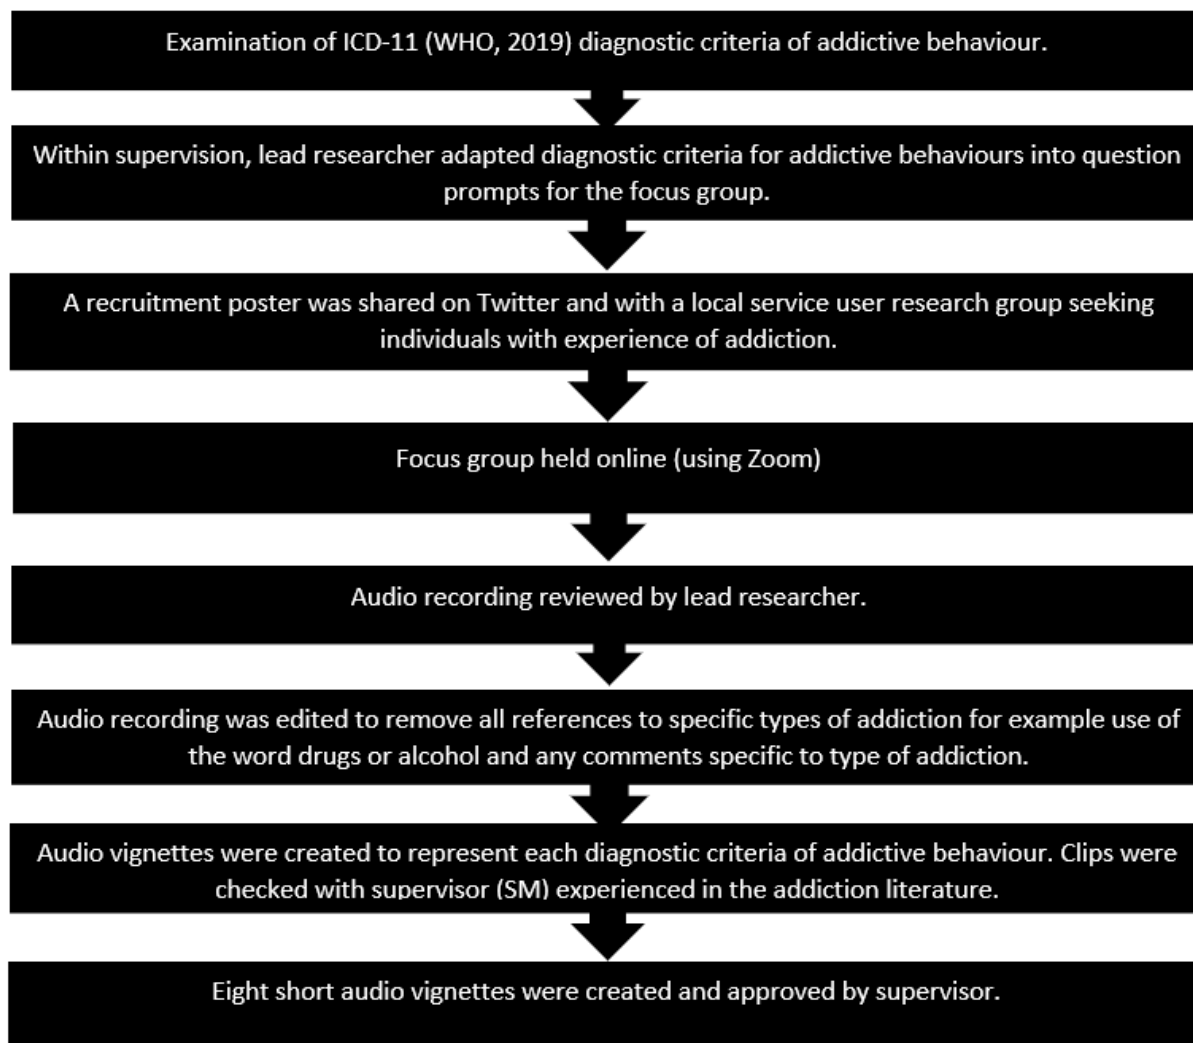 Examination of ICD-11 (WHO, 2019) diagnostic criteria of addictive behaviour.
Within supervision, lead researcher adapted diagnostic criteria for addictive behaviours into question
prompts for the focus group.
A recruitment poster was shared on Twitter and with a local service user research group seeking
individuals with experience of addiction.
Focus group held online (using Zoom)
Audio recording reviewed by lead researcher.
Audio recording was edited to remove all references to specific types of addiction for example use of
the word drugs or alcohol and any comments specific to type of addiction.
Audio vignettes were created to represent each diagnostic criteria of addictive behaviour. Clips were
checked with supervisor (SM) experienced in the addiction literature.
Eight short audio vignettes were created and approved by supervisor.